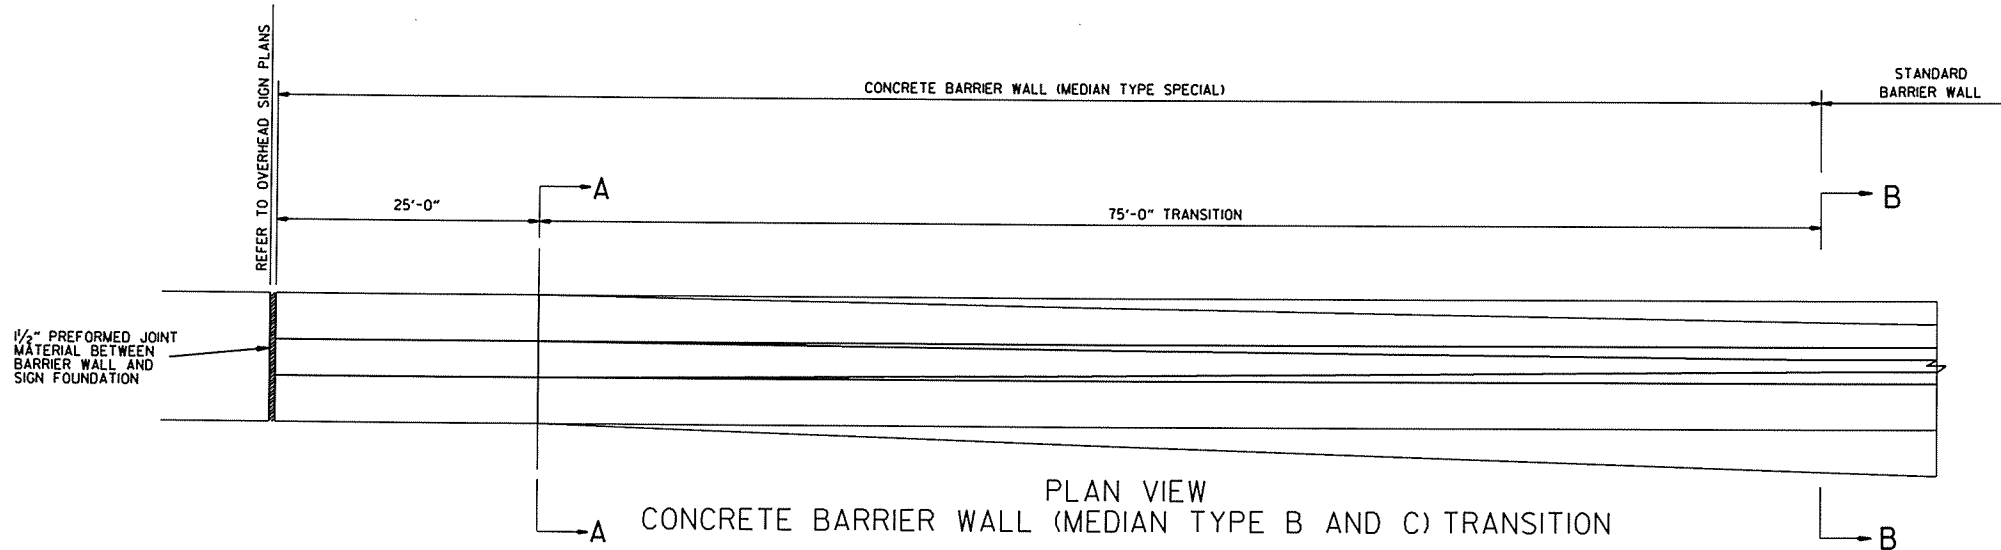 REFER TO OVERHEAD SIGN PLANS
CONCRETE BARRIER WALL (MEDIAN TYPE SPECIAL)
STANDARD
BARRIER WALL
A
B
25'-0"
75'-0" TRANSITION
1½" PREFORMED JOINT
MATERIAL BETWEEN
BARRIER WALL AND
SIGN FOUNDATION
PLAN VIEW
CONCRETE BARRIER WALL (MEDIAN TYPE B AND C) TRANSITION
A
B